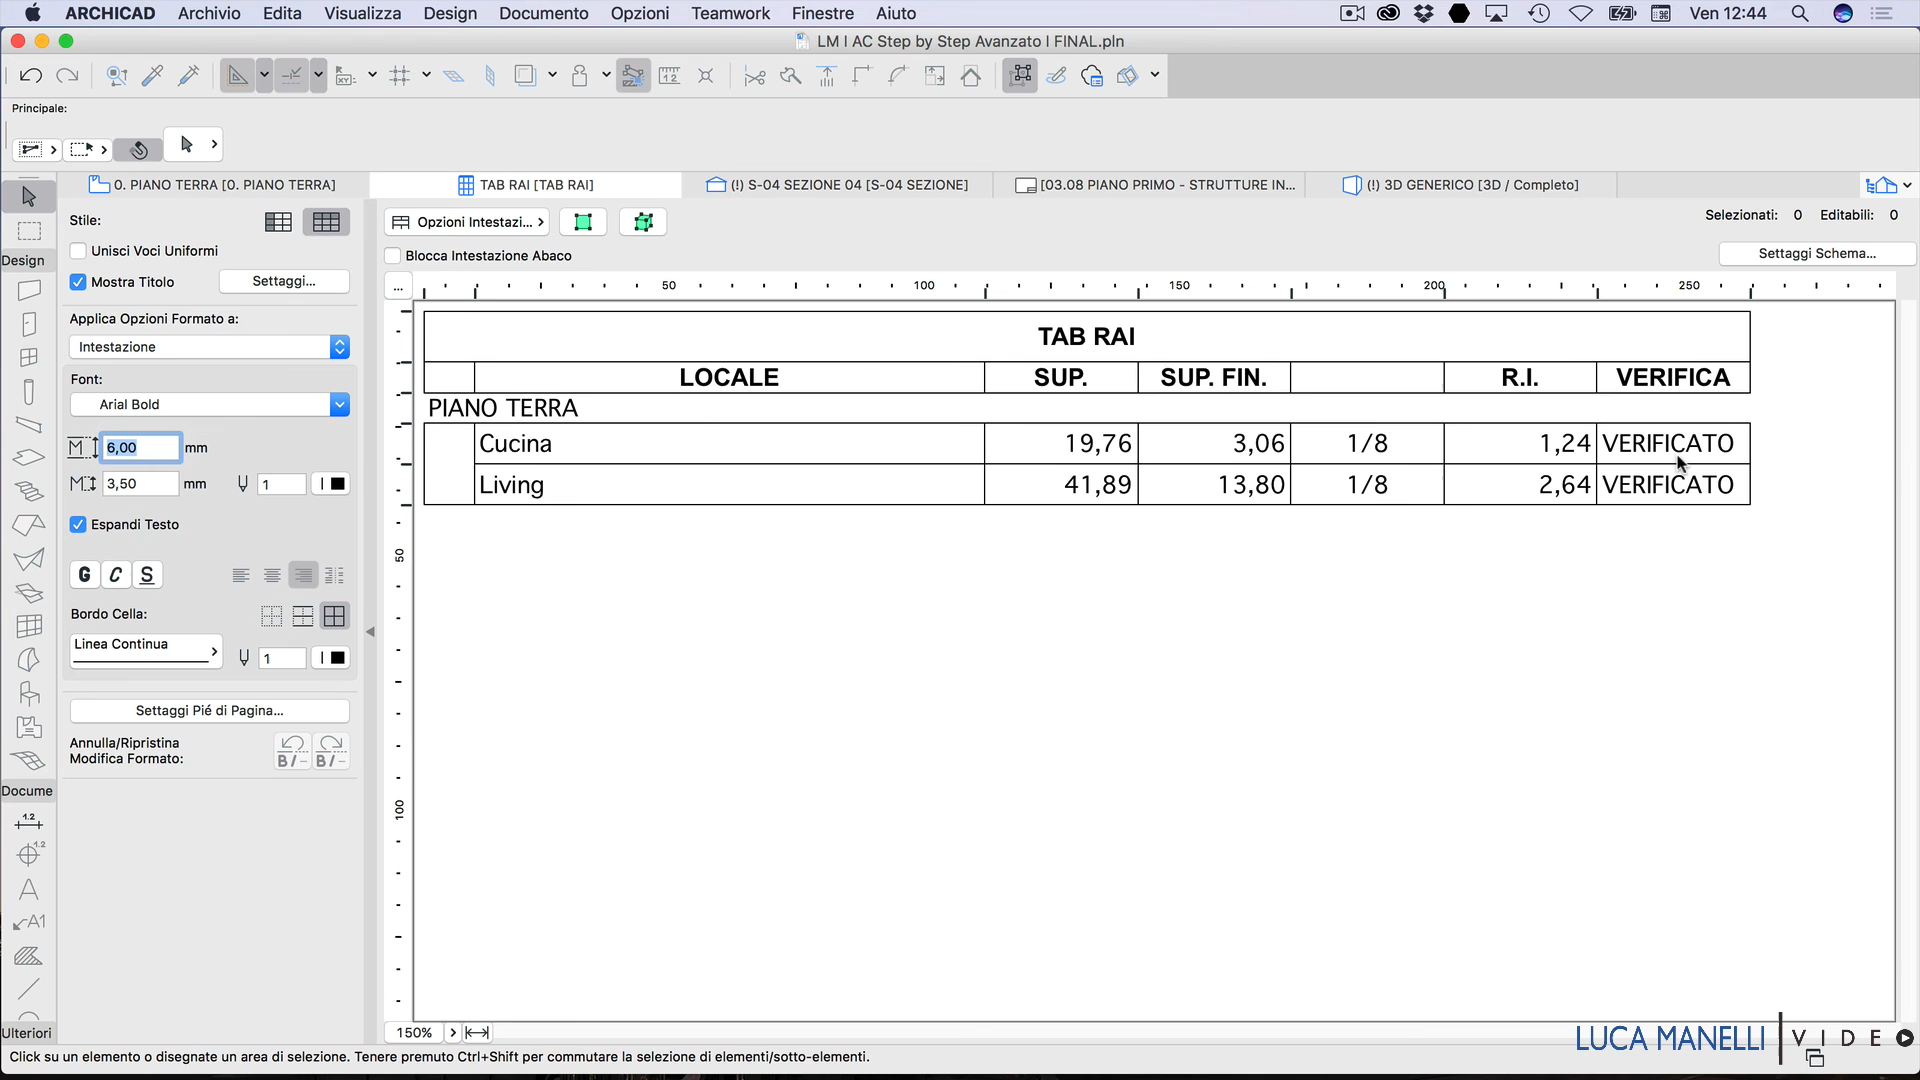 ARCHICAD Archivio Edita Visualizza Design Documento Opzioni Teamwork Finestre Aiuto Ven 12:44
LM I AC Step by Step Avanzato I FINAL.pln
Principale:
0. PIANO TERRA [0. PIANO TERRA]
TAB RAI [TAB RAI]
(!) S-04 SEZIONE 04 [S-04 SEZIONE]
[03.08 PIANO PRIMO - STRUTTURE IN...
(!) 3D GENERICO [3D / Completo]
Stile:
Opzioni Intestazi...
Selezionati: 0 Editabili: 0
Unisci Voci Uniformi
Blocca Intestazione Abaco
Settaggi Schema...
Design
Mostra Titolo
Settaggi...
...
50 100 150 200 250
Applica Opzioni Formato a:
Intestazione
TAB RAI
LOCALE SUP. SUP. FIN. R.I. VERIFICA
PIANO TERRA
Cucina 19,76 3,06 1/8 1,24 VERIFICATO
Living 41,89 13,80 1/8 2,64 VERIFICATO
Font:
Arial Bold
6,00 mm
3,50 mm 1
Espandi Testo
G C S
50
Bordo Cella:
Linea Continua
1
Settaggi Pié di Pagina...
Annulla/Ripristina
Modifica Formato:
B/– B/–
Docume
100
1.2
1.2
A
A1
Ulteriori
150%
LUCA MANELLI VIDE
Click su un elemento o disegnate un area di selezione. Tenere premuto Ctrl+Shift per commutare la selezione di elementi/sotto-elementi.